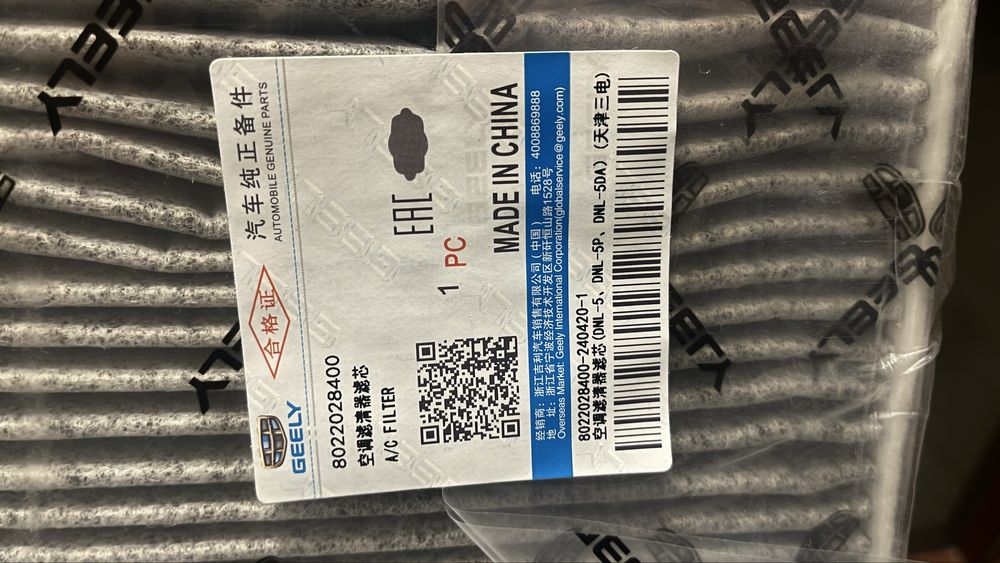 GEELY
合格证
汽车纯正备件
AUTOMOBILE GENUINE PARTS
8022028400
空调滤清器滤芯
A/C FILTER
EAC
1 PC
MADE IN CHINA
经销商：浙江吉利汽车销售有限公司（中国） 电话：4008869888
地 址：浙江省宁波经济技术开发区新矸恒山路1528号
Overseas Market: Geely International Corporation(globalservice@geely.com)
8022028400-240420-1
空调滤清器滤芯(DNL-5、DNL-5P、DNL-5DA)(天津三电)
GEELY
GEELY
GEELY